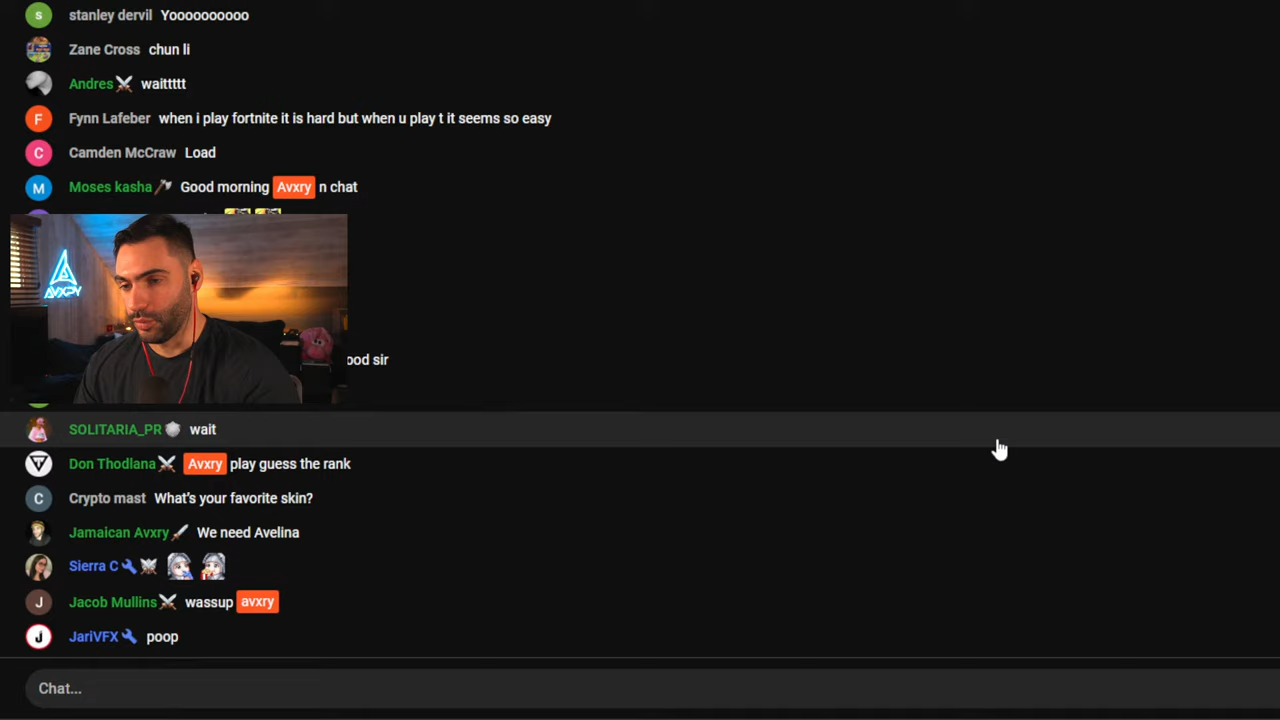 s stanley dervil Yoooooooooo
Zane Cross chun li
Andres waittttt
F Fynn Lafeber when i play fortnite it is hard but when u play t it seems so easy
C Camden McCraw Load
M Moses kasha Good morning Avxry n chat
AVXRY
ood sir
SOLITARIA_PR wait
Don Thodlana Avxry play guess the rank
C Crypto mast What's your favorite skin?
Jamaican Avxry We need Avelina
Sierra C
J Jacob Mullins wassup avxry
J JariVFX poop
Chat...